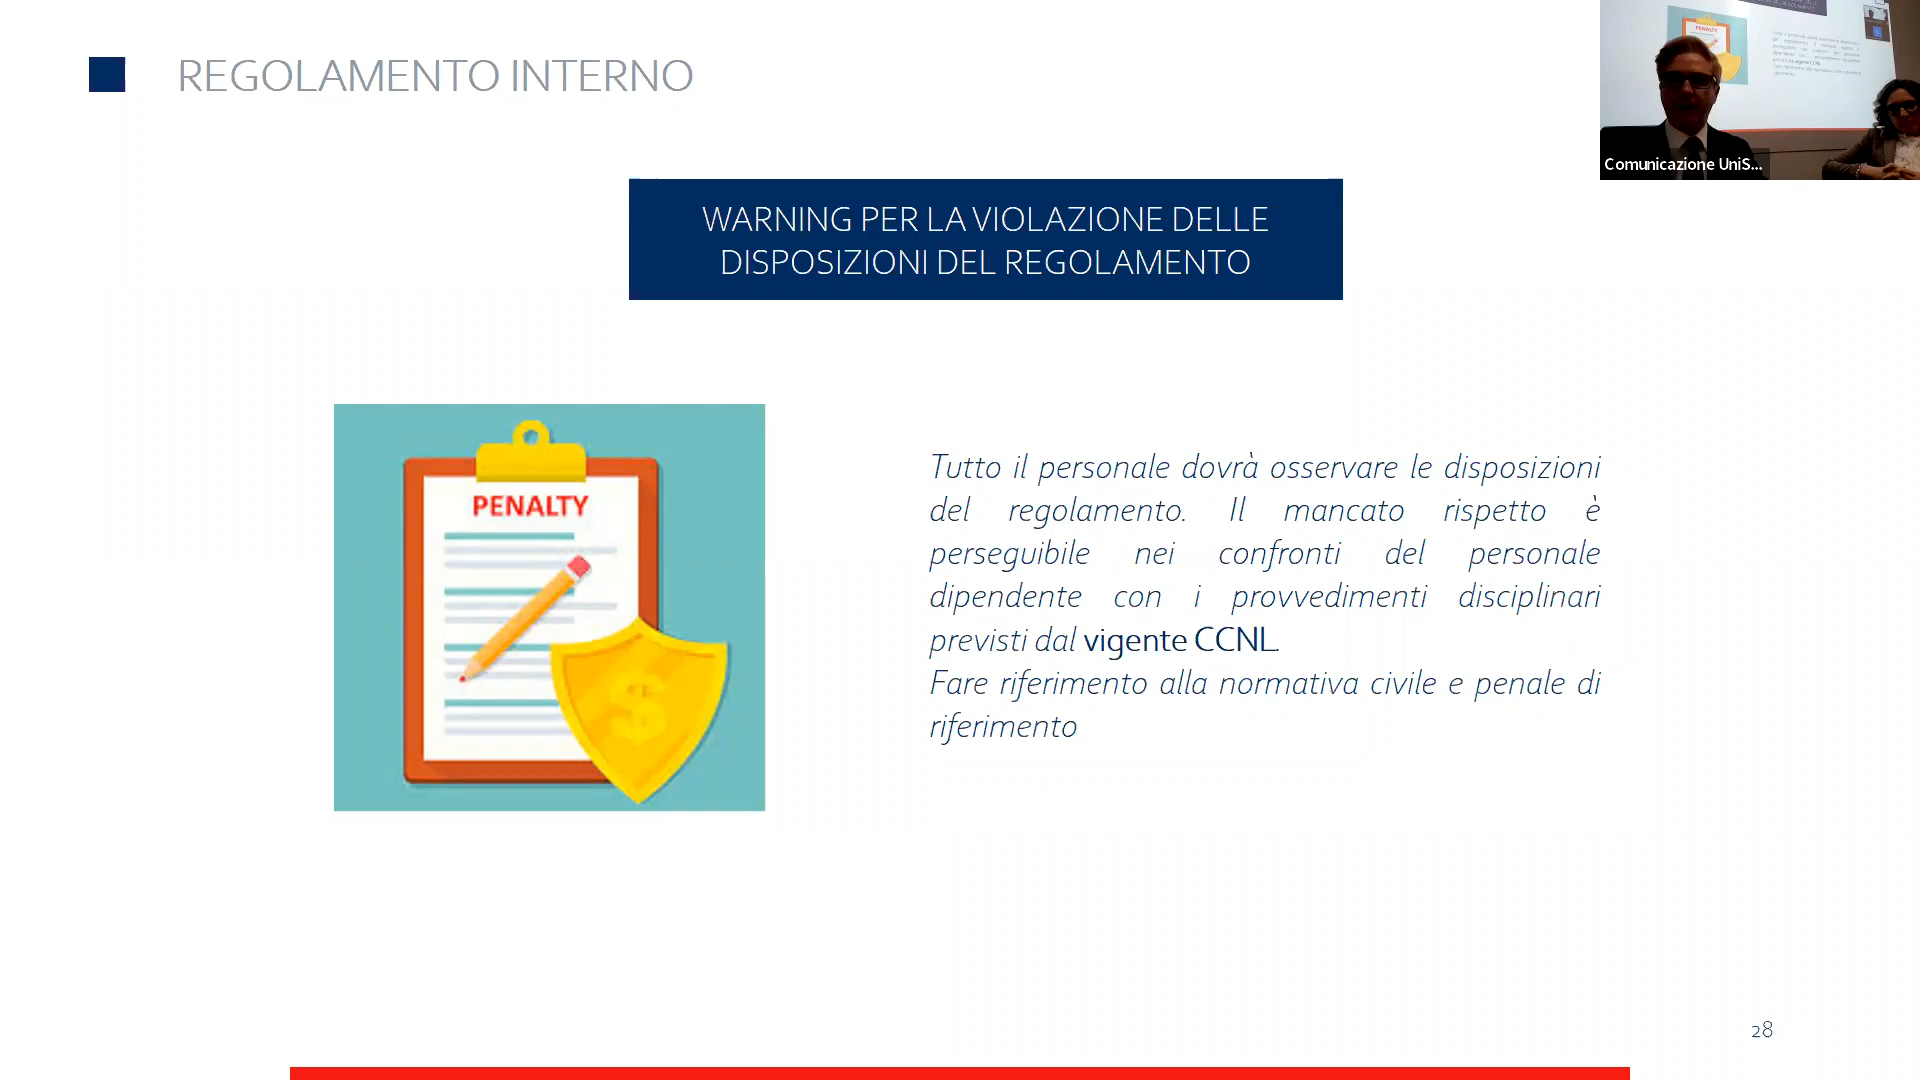 REGOLAMENTO INTERNO
WARNING PER LA VIOLAZIONE DELLE
DISPOSIZIONI DEL REGOLAMENTO
PENALTY
Tutto il personale dovrà osservare le disposizioni
del regolamento. Il mancato rispetto è
perseguibile nei confronti del personale
dipendente con i provvedimenti disciplinari
previsti dal vigente CCNL
Fare riferimento alla normativa civile e penale di
riferimento
$
28
PENALTY
Comunicazione UniS...